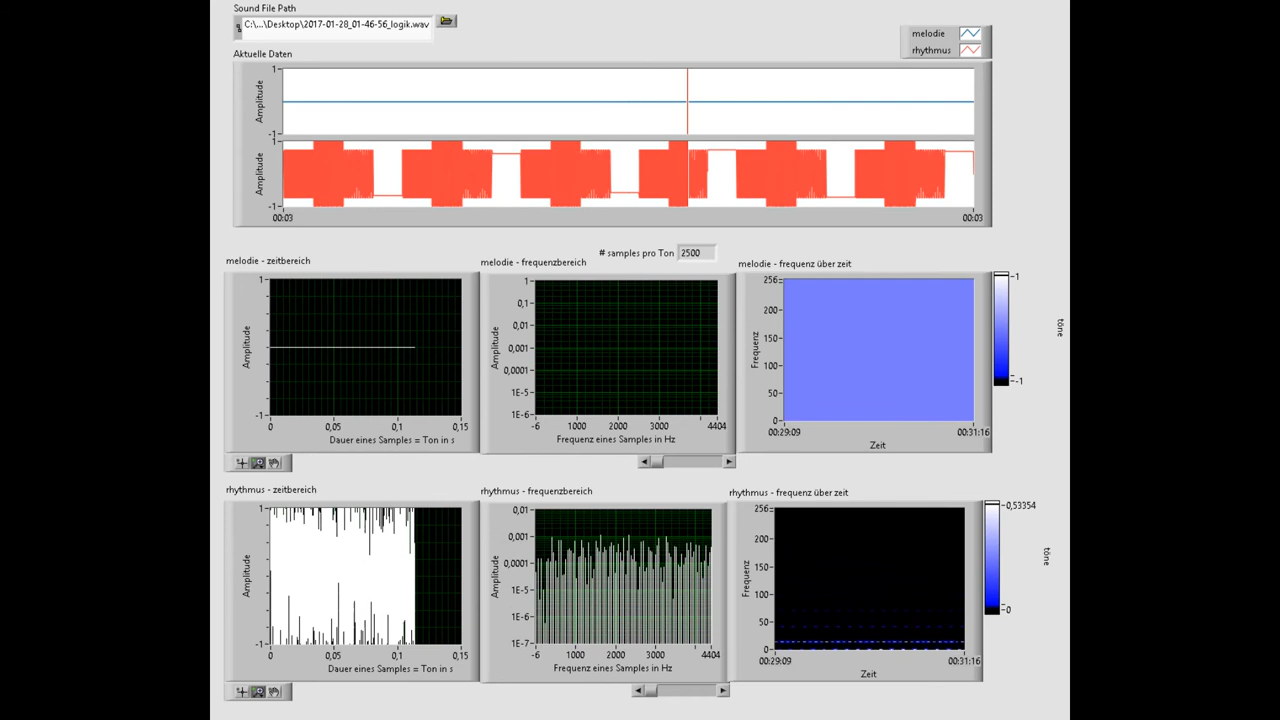 Sound File Path
C:\...\Desktop\2017-01-28_01-46-56_logik.wav
melodie
rhythmus
Aktuelle Daten
Amplitude
1
-1
Amplitude
1
-1
00:03
00:03
# samples pro Ton 2500
melodie - zeitbereich
Amplitude
1
-1
0
0,05
0,1
0,15
Dauer eines Samples = Ton in s
melodie - frequenzbereich
Amplitude
1
0,1
0,01
0,001
0,0001
1E-5
1E-6
-6
1000
2000
3000
4404
Frequenz eines Samples in Hz
melodie - frequenz über zeit
Frequenz
256
200
150
100
50
0
00:29:09
00:31:16
Zeit
1
-1
töne
rhythmus - zeitbereich
Amplitude
1
-1
0
0,05
0,1
0,15
Dauer eines Samples = Ton in s
rhythmus - frequenzbereich
Amplitude
0,01
0,001
0,0001
1E-5
1E-6
1E-7
-6
1000
2000
3000
4404
Frequenz eines Samples in Hz
rhythmus - frequenz über zeit
Frequenz
256
200
150
100
50
0
00:29:09
00:31:16
Zeit
0,53354
0
töne